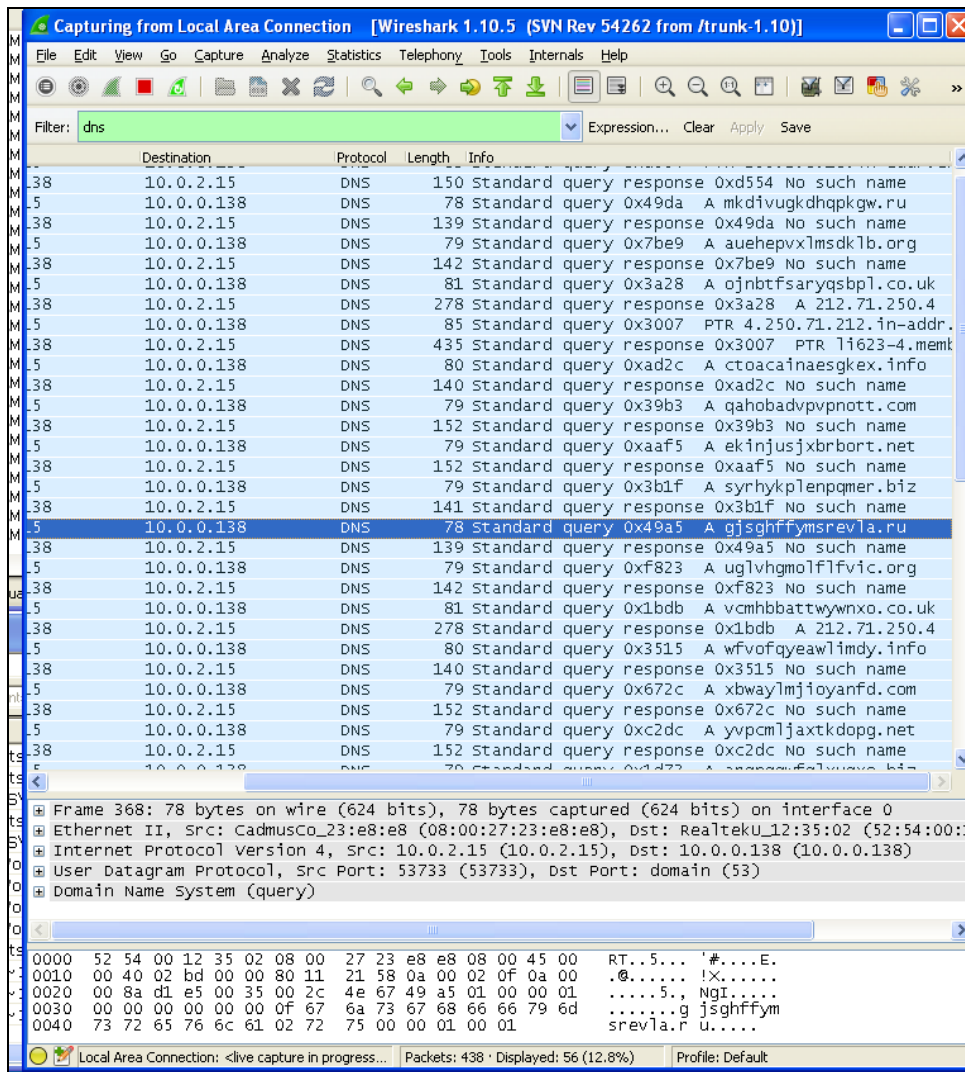 Capturing from Local Area Connection [Wireshark 1.10.5 (SVN Rev 54262 from /trunk-1.10)]
File Edit View Go Capture Analyze Statistics Telephony Tools Internals Help
Filter: dns Expression... Clear Apply Save
Destination Protocol Length Info
.38 10.0.2.15 DNS 150 Standard query response 0xd554 No such name
.5 10.0.0.138 DNS 78 Standard query 0x49da A mkdivugkdhqpkgw.ru
.38 10.0.2.15 DNS 139 Standard query response 0x49da No such name
.5 10.0.0.138 DNS 79 Standard query 0x7be9 A auehepvxlmsdklb.org
.38 10.0.2.15 DNS 142 Standard query response 0x7be9 No such name
.5 10.0.0.138 DNS 81 Standard query 0x3a28 A ojnbtfsaryqsbpl.co.uk
.38 10.0.2.15 DNS 278 Standard query response 0x3a28 A 212.71.250.4
.5 10.0.0.138 DNS 85 Standard query 0x3007 PTR 4.250.71.212.in-addr.
.38 10.0.2.15 DNS 435 Standard query response 0x3007 PTR li623-4.memb
.5 10.0.0.138 DNS 80 Standard query 0xad2c A ctoacainaesgkex.info
.38 10.0.2.15 DNS 140 Standard query response 0xad2c No such name
.5 10.0.0.138 DNS 79 Standard query 0x39b3 A qahobadvpvpnott.com
.38 10.0.2.15 DNS 152 Standard query response 0x39b3 No such name
.5 10.0.0.138 DNS 79 Standard query 0xaaf5 A ekinjusjxbrbort.net
.38 10.0.2.15 DNS 152 Standard query response 0xaaf5 No such name
.5 10.0.0.138 DNS 79 Standard query 0x3b1f A syrhykplenpqmer.biz
.38 10.0.2.15 DNS 141 Standard query response 0x3b1f No such name
.5 10.0.0.138 DNS 78 Standard query 0x49a5 A gjsghffymsrevla.ru
.38 10.0.2.15 DNS 139 Standard query response 0x49a5 No such name
.5 10.0.0.138 DNS 79 Standard query 0xf823 A uglvhgmolflfvic.org
.38 10.0.2.15 DNS 142 Standard query response 0xf823 No such name
.5 10.0.0.138 DNS 81 Standard query 0x1bdb A vcmhbbattwywnxo.co.uk
.38 10.0.2.15 DNS 278 Standard query response 0x1bdb A 212.71.250.4
.5 10.0.0.138 DNS 80 Standard query 0x3515 A wfvofqyeawlimdy.info
.38 10.0.2.15 DNS 140 Standard query response 0x3515 No such name
.5 10.0.0.138 DNS 79 Standard query 0x672c A xbwaylmjioyanfd.com
.38 10.0.2.15 DNS 152 Standard query response 0x672c No such name
.5 10.0.0.138 DNS 79 Standard query 0xc2dc A yvpcmljaxtkdopg.net
.38 10.0.2.15 DNS 152 Standard query response 0xc2dc No such name
Frame 368: 78 bytes on wire (624 bits), 78 bytes captured (624 bits) on interface 0
Ethernet II, Src: CadmusCo_23:e8:e8 (08:00:27:23:e8:e8), Dst: RealtekU_12:35:02 (52:54:00:
Internet Protocol Version 4, Src: 10.0.2.15 (10.0.2.15), Dst: 10.0.0.138 (10.0.0.138)
User Datagram Protocol, Src Port: 53733 (53733), Dst Port: domain (53)
Domain Name System (query)
0000 52 54 00 12 35 02 08 00 27 23 e8 e8 08 00 45 00 RT..5... '#....E.
0010 00 40 02 bd 00 00 80 11 21 58 0a 00 02 0f 0a 00 .@...... !X......
0020 00 8a d1 e5 00 35 00 2c 4e 67 49 a5 01 00 00 01 .....5., NgI.....
0030 00 00 00 00 00 00 0f 67 6a 73 67 68 66 66 79 6d .......g jsghffym
0040 73 72 65 76 6c 61 02 72 75 00 00 01 00 01 srevla.r u.....
Local Area Connection: <live capture in progress... Packets: 438 · Displayed: 56 (12.8%) Profile: Default